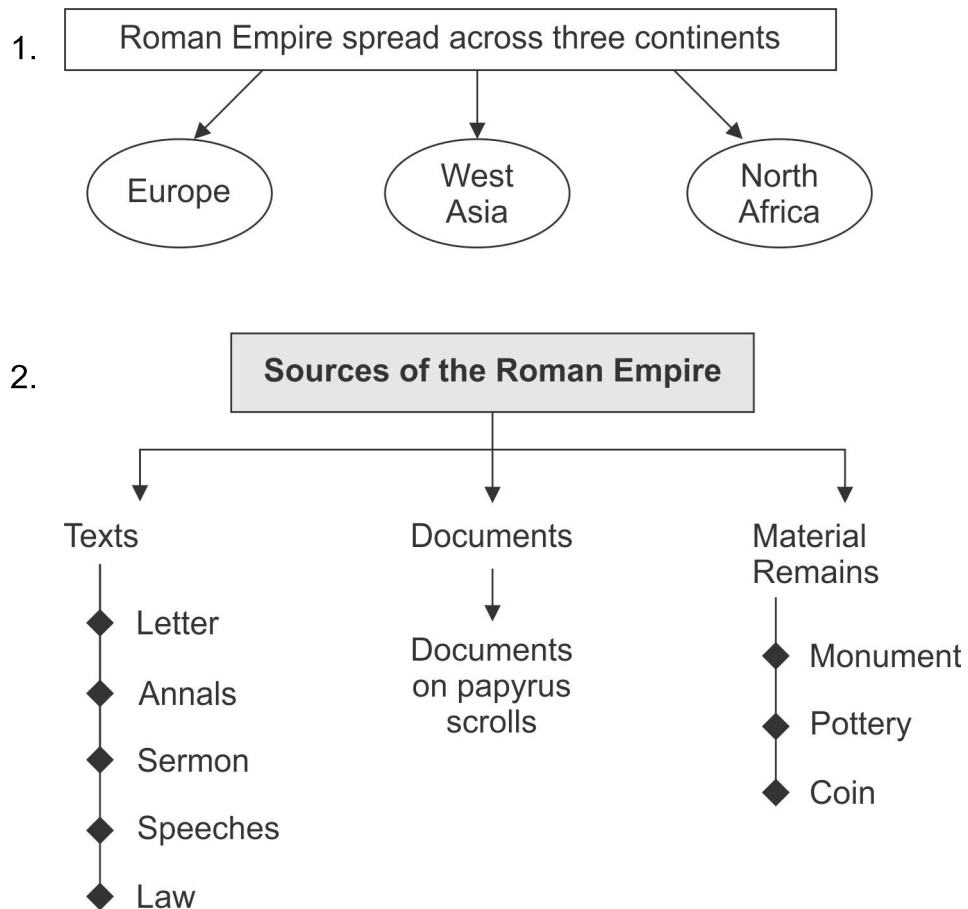 1.
Roman Empire spread across three continents
Europe
West
Asia
North
Africa
2.
Sources of the Roman Empire
Texts
Letter
Annals
Sermon
Speeches
Law
Documents
Documents
on papyrus
scrolls
Material
Remains
Monument
Pottery
Coin